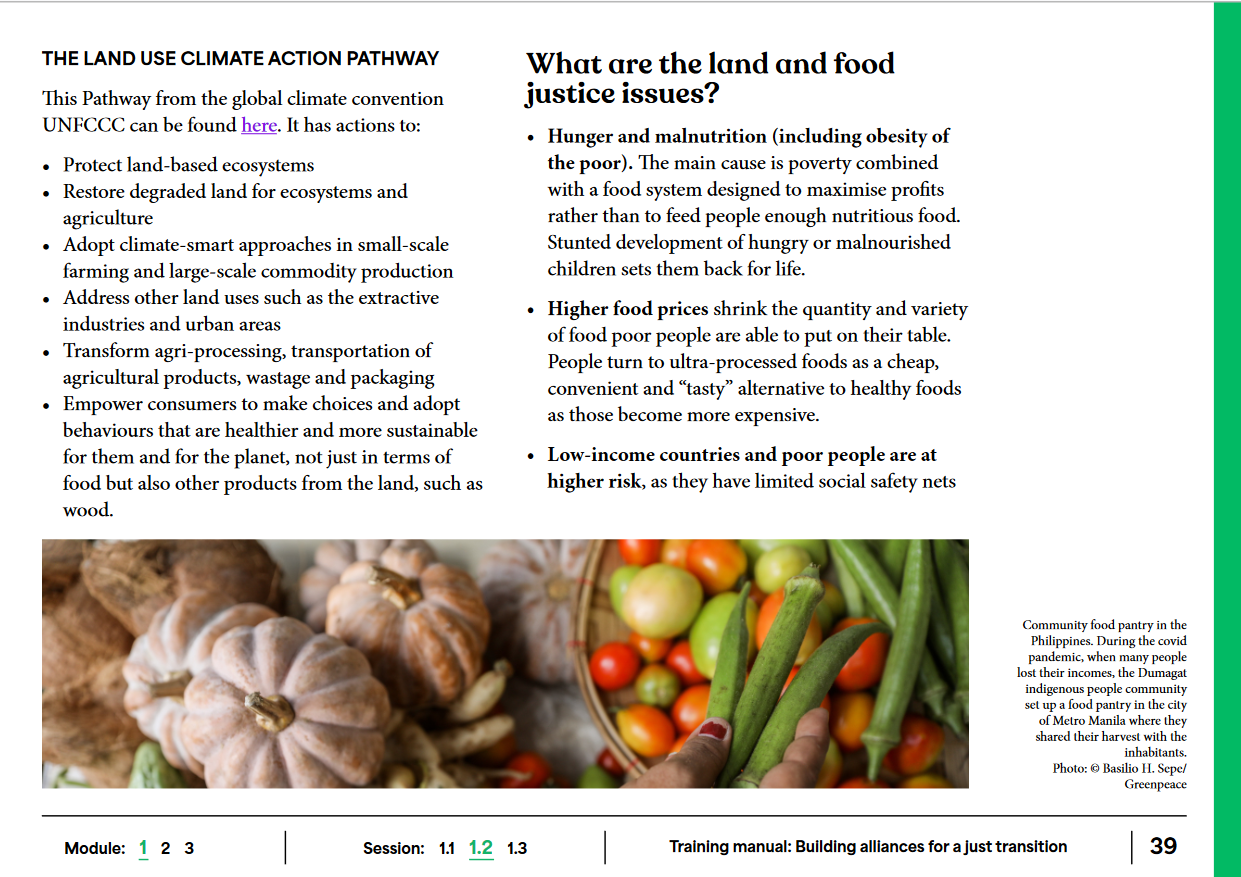 THE LAND USE CLIMATE ACTION PATHWAY
This Pathway from the global climate convention
UNFCCC can be found here. It has actions to:
• Protect land-based ecosystems
• Restore degraded land for ecosystems and
agriculture
• Adopt climate-smart approaches in small-scale
farming and large-scale commodity production
• Address other land uses such as the extractive
industries and urban areas
• Transform agri-processing, transportation of
agricultural products, wastage and packaging
• Empower consumers to make choices and adopt
behaviours that are healthier and more sustainable
for them and for the planet, not just in terms of
food but also other products from the land, such as
wood.
What are the land and food
justice issues?
• Hunger and malnutrition (including obesity of
the poor). The main cause is poverty combined
with a food system designed to maximise profits
rather than to feed people enough nutritious food.
Stunted development of hungry or malnourished
children sets them back for life.
• Higher food prices shrink the quantity and variety
of food poor people are able to put on their table.
People turn to ultra-processed foods as a cheap,
convenient and “tasty” alternative to healthy foods
as those become more expensive.
• Low-income countries and poor people are at
higher risk, as they have limited social safety nets
Community food pantry in the
Philippines. During the covid
pandemic, when many people
lost their incomes, the Dumagat
indigenous people community
set up a food pantry in the city
of Metro Manila where they
shared their harvest with the
inhabitants.
Photo: © Basilio H. Sepe/
Greenpeace
Module: 1 2 3
Session: 1.1 1.2 1.3
Training manual: Building alliances for a just transition
39